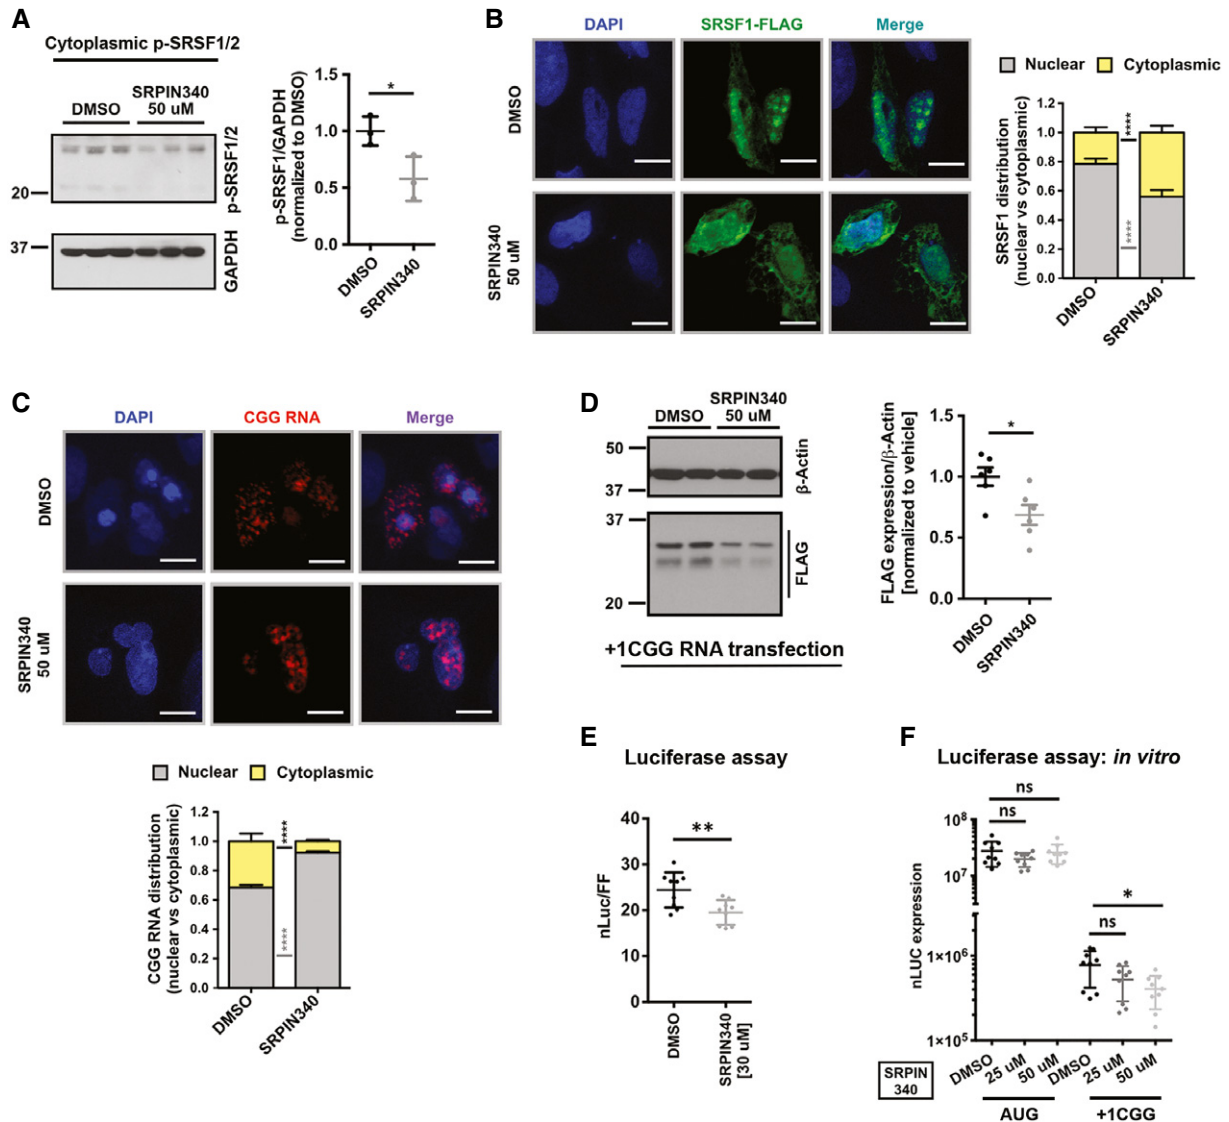 A
Cytoplasmic p-SRSF1/2
DMSO
SRPIN340
50 uM
20
37
p-SRSF1/2
GAPDH
p-SRSF1/GAPDH
(normalized to DMSO)
1.5
1.0
0.5
0.0
*
DMSO
SRPIN340
B
DAPI
SRSF1-FLAG
Merge
DMSO
SRPIN340
50 uM
Nuclear
Cytoplasmic
SRSF1 distribution
(nuclear vs cytoplasmic)
1.2
1.0
0.8
0.6
0.4
0.2
0.0
****
****
DMSO
SRPIN340
C
DAPI
CGG RNA
Merge
DMSO
SRPIN340
50 uM
Nuclear
Cytoplasmic
CGG RNA distribution
(nuclear vs cytoplasmic)
1.2
1.0
0.8
0.6
0.4
0.2
0.0
****
****
DMSO
SRPIN340
D
DMSO
SRPIN340
50 uM
50
37
37
20
β-Actin
FLAG
+1CGG RNA transfection
FLAG expression/β-Actin
[normalized to vehicle]
1.5
1.0
0.5
0.0
*
DMSO
SRPIN340
E
Luciferase assay
nLuc/FF
40
30
20
10
0
**
DMSO
SRPIN340
[30 uM]
F
Luciferase assay: in vitro
nLUC expression
10⁸
10⁷
1×10⁶
1×10⁵
ns
ns
*
ns
SRPIN
340
DMSO
25 uM
50 uM
DMSO
25 uM
50 uM
AUG
+1CGG